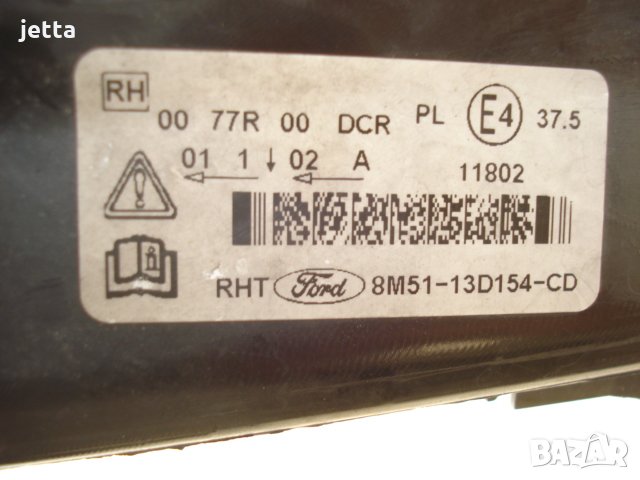 jetta
RH
00 77R 00 DCR PL E4 37.5
01 1 ↓ 02 A 11802
RHT Ford 8M51-13D154-CD
BAZAR